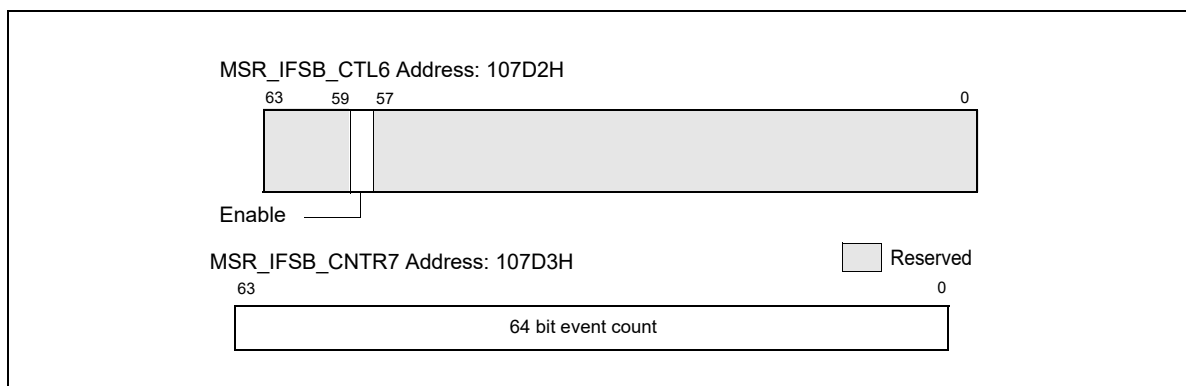 MSR_IFSB_CTL6 Address: 107D2H
63 59 57 0
Enable
MSR_IFSB_CNTR7 Address: 107D3H
Reserved
63 0
64 bit event count